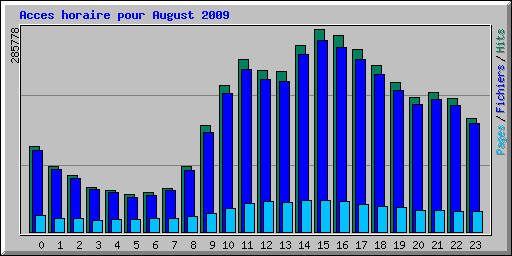 Acces horaire pour August 2009
285778
Pages / Fichiers / Hits
0 1 2 3 4 5 6 7 8 9 10 11 12 13 14 15 16 17 18 19 20 21 22 23